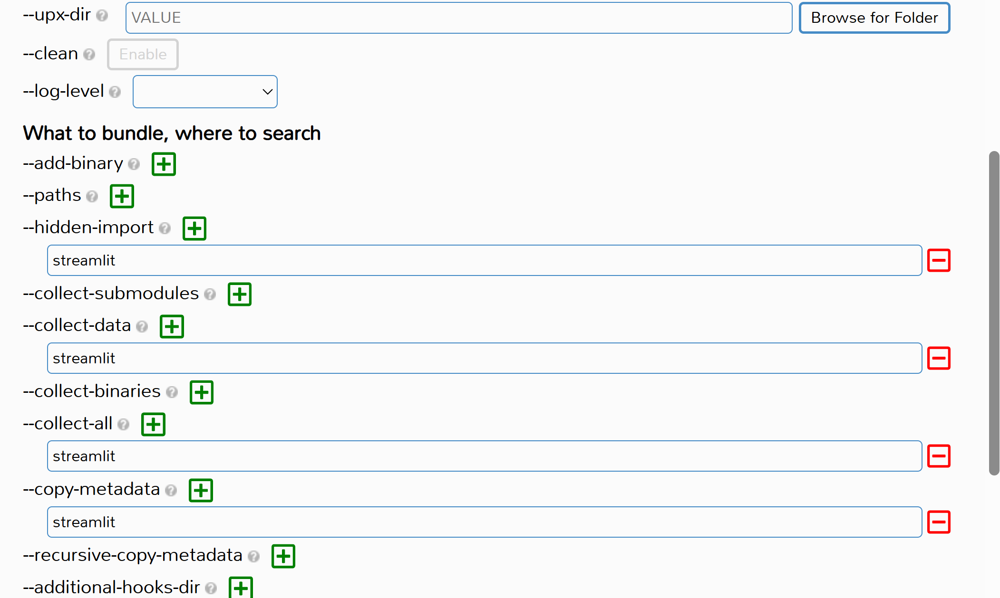 --upx-dir VALUE Browse for Folder
--clean Enable
--log-level
What to bundle, where to search
--add-binary
--paths
--hidden-import
streamlit
--collect-submodules
--collect-data
streamlit
--collect-binaries
--collect-all
streamlit
--copy-metadata
streamlit
--recursive-copy-metadata
--additional-hooks-dir